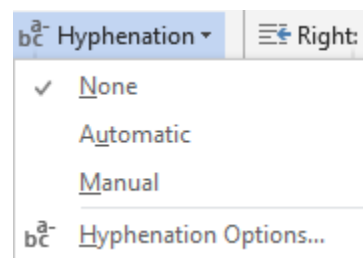 Hyphenation Right:
None
Automatic
Manual
Hyphenation Options...